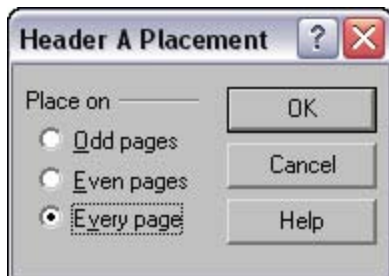 Header A Placement
Place on
Odd pages
Even pages
Every page
OK
Cancel
Help